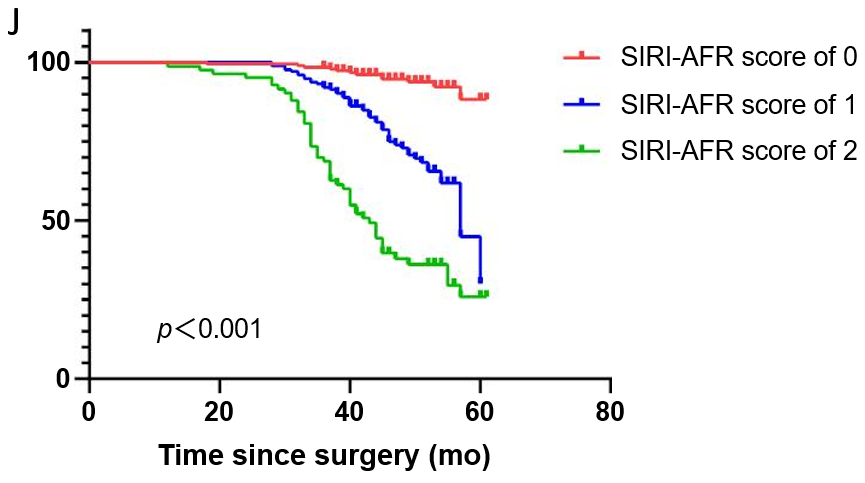 J
100
50
0
0 20 40 60 80
Time since surgery (mo)
p＜0.001
SIRI-AFR score of 0
SIRI-AFR score of 1
SIRI-AFR score of 2